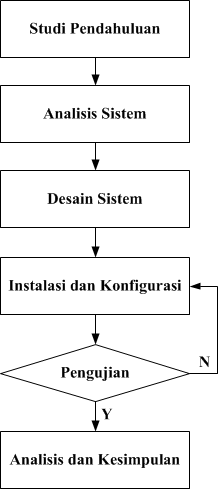 Studi Pendahuluan
Analisis Sistem
Desain Sistem
Instalasi dan Konfigurasi
Pengujian
N
Y
Analisis dan Kesimpulan